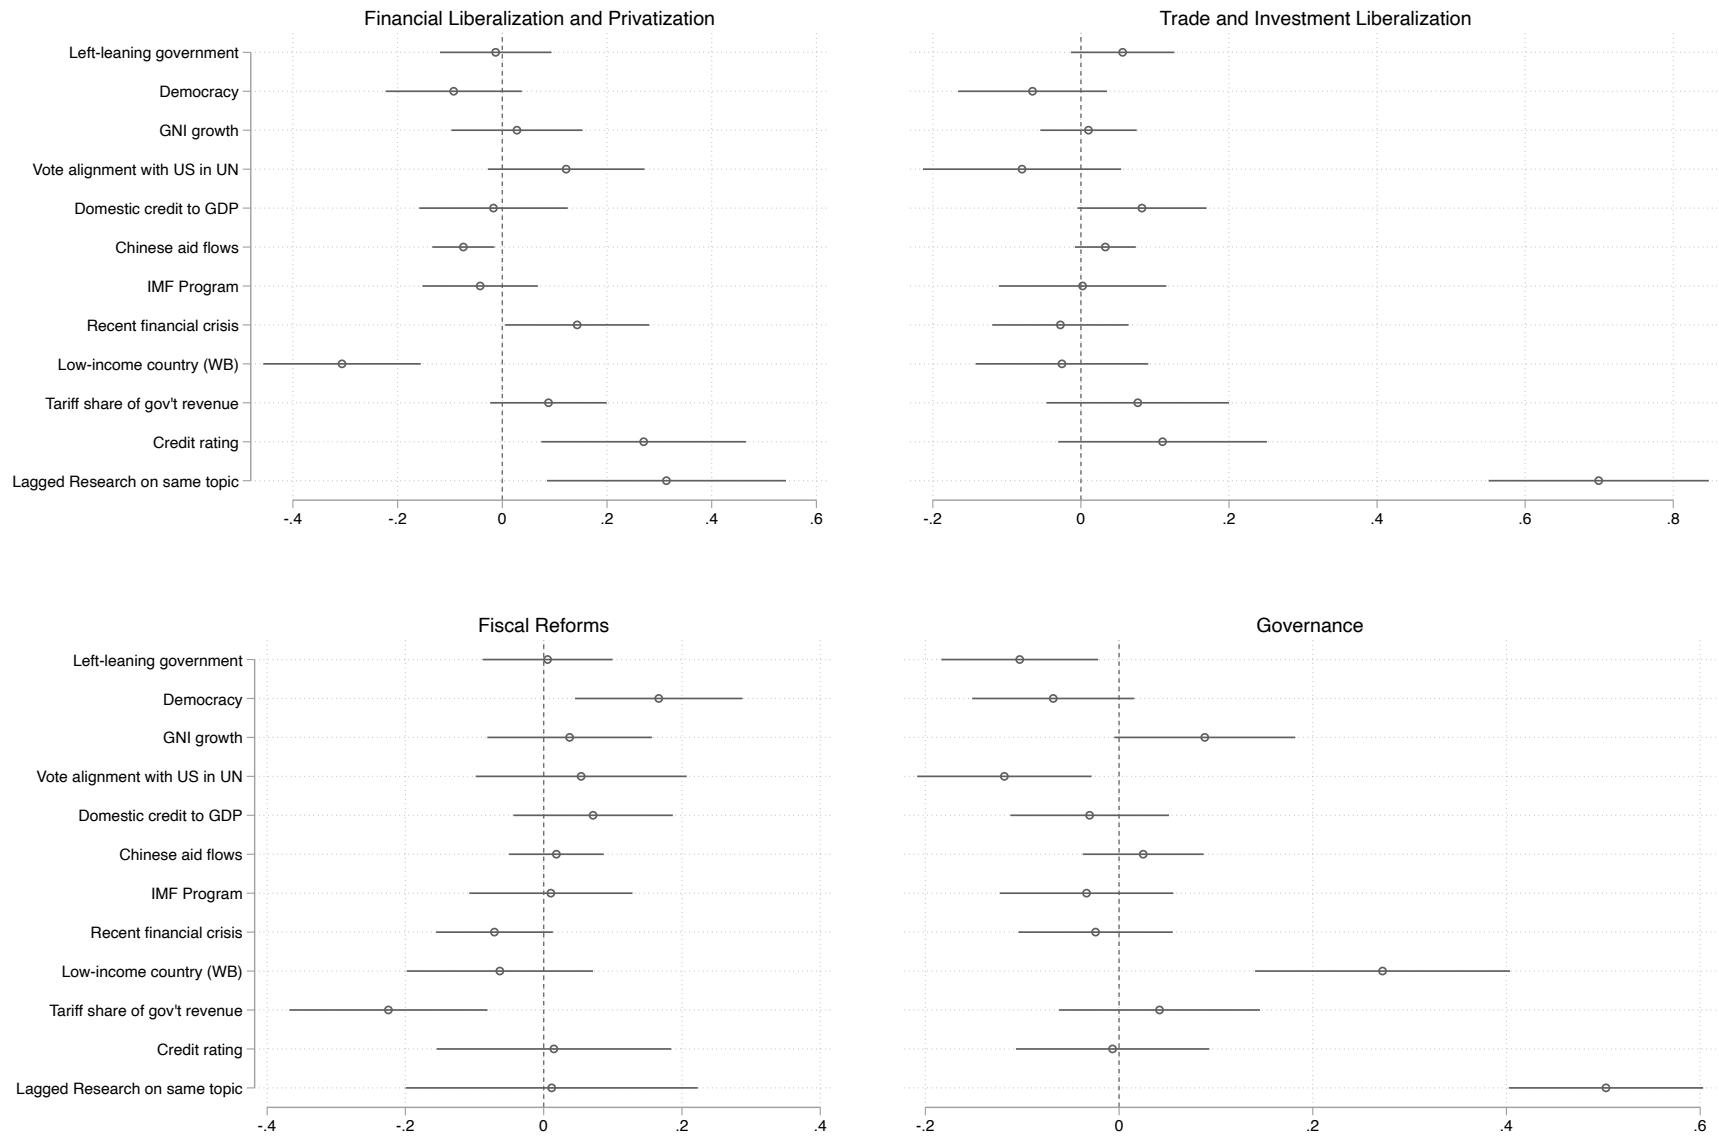 Financial Liberalization and Privatization
Left-leaning government
Democracy
GNI growth
Vote alignment with US in UN
Domestic credit to GDP
Chinese aid flows
IMF Program
Recent financial crisis
Low-income country (WB)
Tariff share of gov't revenue
Credit rating
Lagged Research on same topic
-.4 -.2 0 .2 .4 .6
Trade and Investment Liberalization
-.2 0 .2 .4 .6 .8
Fiscal Reforms
Left-leaning government
Democracy
GNI growth
Vote alignment with US in UN
Domestic credit to GDP
Chinese aid flows
IMF Program
Recent financial crisis
Low-income country (WB)
Tariff share of gov't revenue
Credit rating
Lagged Research on same topic
-.4 -.2 0 .2 .4
Governance
-.2 0 .2 .4 .6